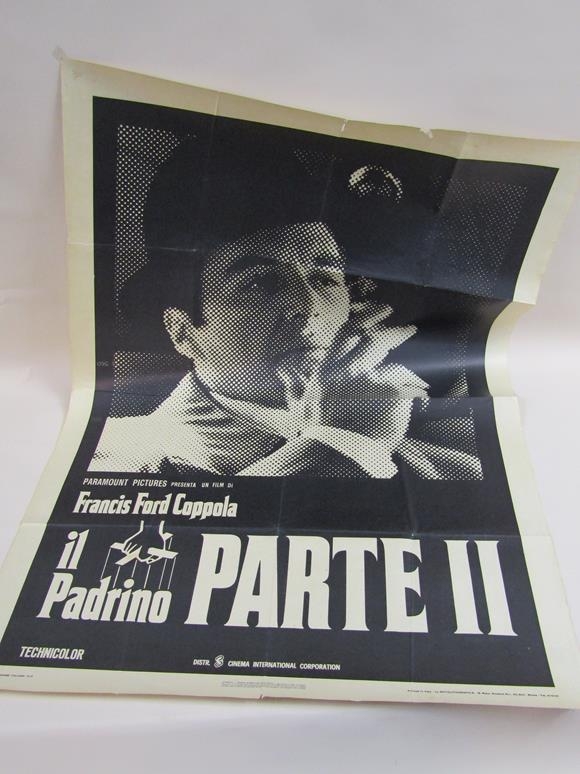 PARAMOUNT PICTURES PRESENTA UN FILM DI
Francis Ford Coppola
il Padrino PARTE II
TECHNICOLOR
DISTR. CINEMA INTERNATIONAL CORPORATION